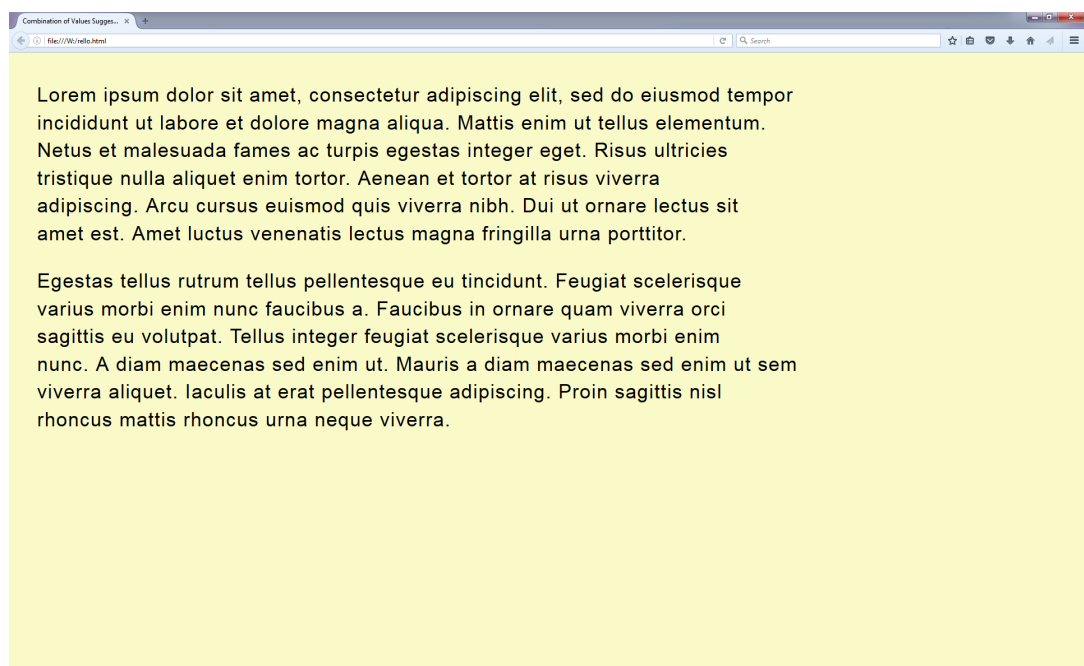 Combination of Values Sugges... × +
file:///W:/rello.html Search
Lorem ipsum dolor sit amet, consectetur adipiscing elit, sed do eiusmod tempor
incididunt ut labore et dolore magna aliqua. Mattis enim ut tellus elementum.
Netus et malesuada fames ac turpis egestas integer eget. Risus ultricies
tristique nulla aliquet enim tortor. Aenean et tortor at risus viverra
adipiscing. Arcu cursus euismod quis viverra nibh. Dui ut ornare lectus sit
amet est. Amet luctus venenatis lectus magna fringilla urna porttitor.
Egestas tellus rutrum tellus pellentesque eu tincidunt. Feugiat scelerisque
varius morbi enim nunc faucibus a. Faucibus in ornare quam viverra orci
sagittis eu volutpat. Tellus integer feugiat scelerisque varius morbi enim
nunc. A diam maecenas sed enim ut. Mauris a diam maecenas sed enim ut sem
viverra aliquet. Iaculis at erat pellentesque adipiscing. Proin sagittis nisl
rhoncus mattis rhoncus urna neque viverra.